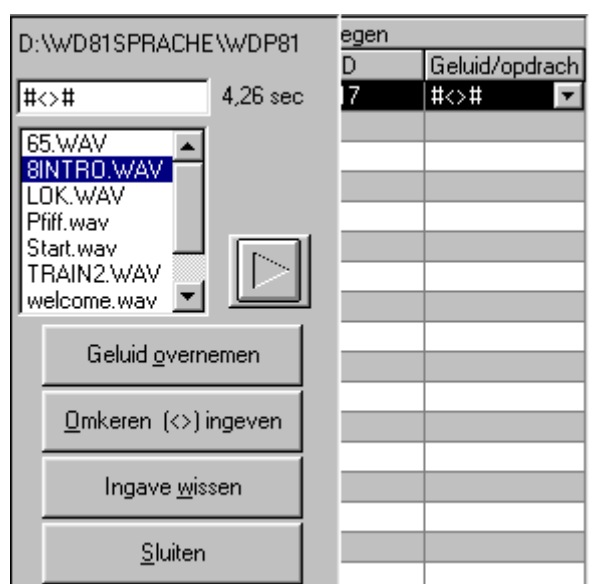 D:\WD81SPRACHE\WDP81
#<>#
4,26 sec
65.WAV
8INTRO.WAV
LOK.WAV
Pfiff.wav
Start.wav
TRAIN2.WAV
welcome.wav
Geluid overnemen
Omkeren (<>) ingeven
Ingave wissen
Sluiten
egen
D Geluid/opdrach
17 #<>#